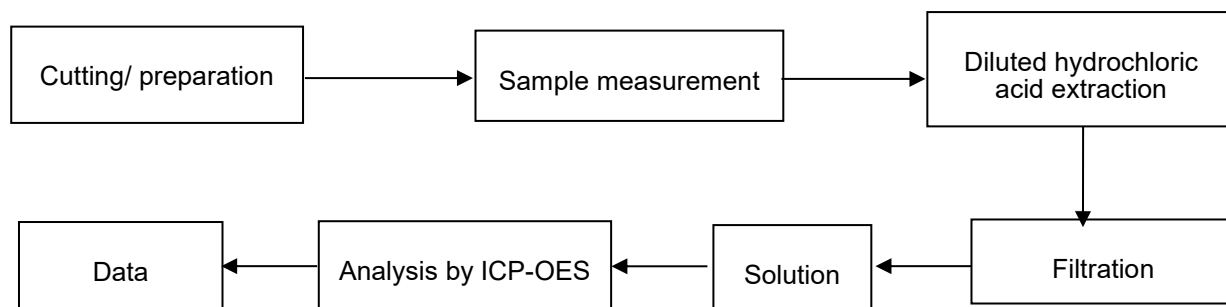 Cutting/ preparation
Sample measurement
Diluted hydrochloric
acid extraction
Filtration
Solution
Analysis by ICP-OES
Data